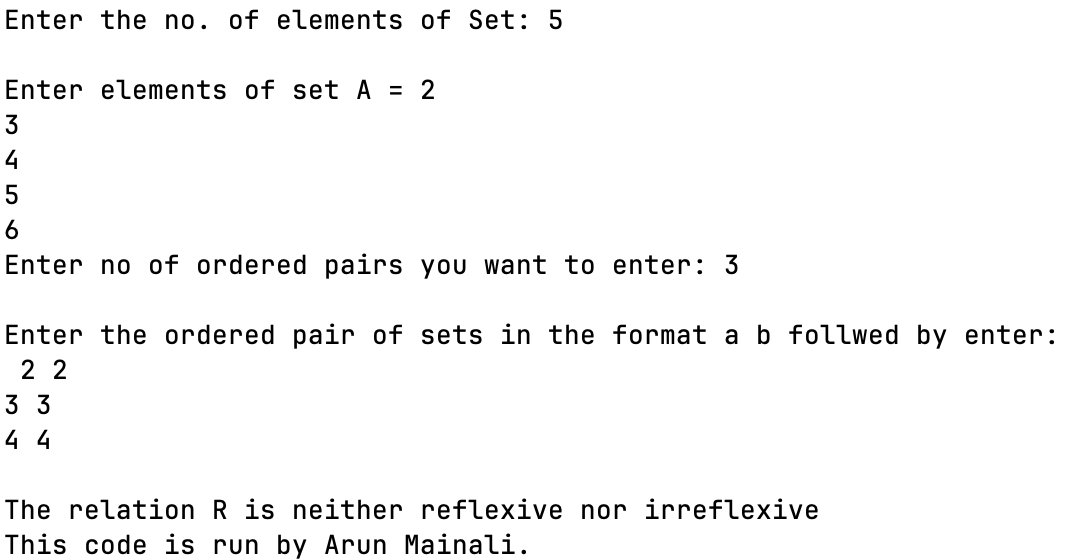 Enter the no. of elements of Set: 5
Enter elements of set A = 2
3
4
5
6
Enter no of ordered pairs you want to enter: 3
Enter the ordered pair of sets in the format a b follwed by enter:
2 2
3 3
4 4
The relation R is neither reflexive nor irreflexive
This code is run by Arun Mainali.